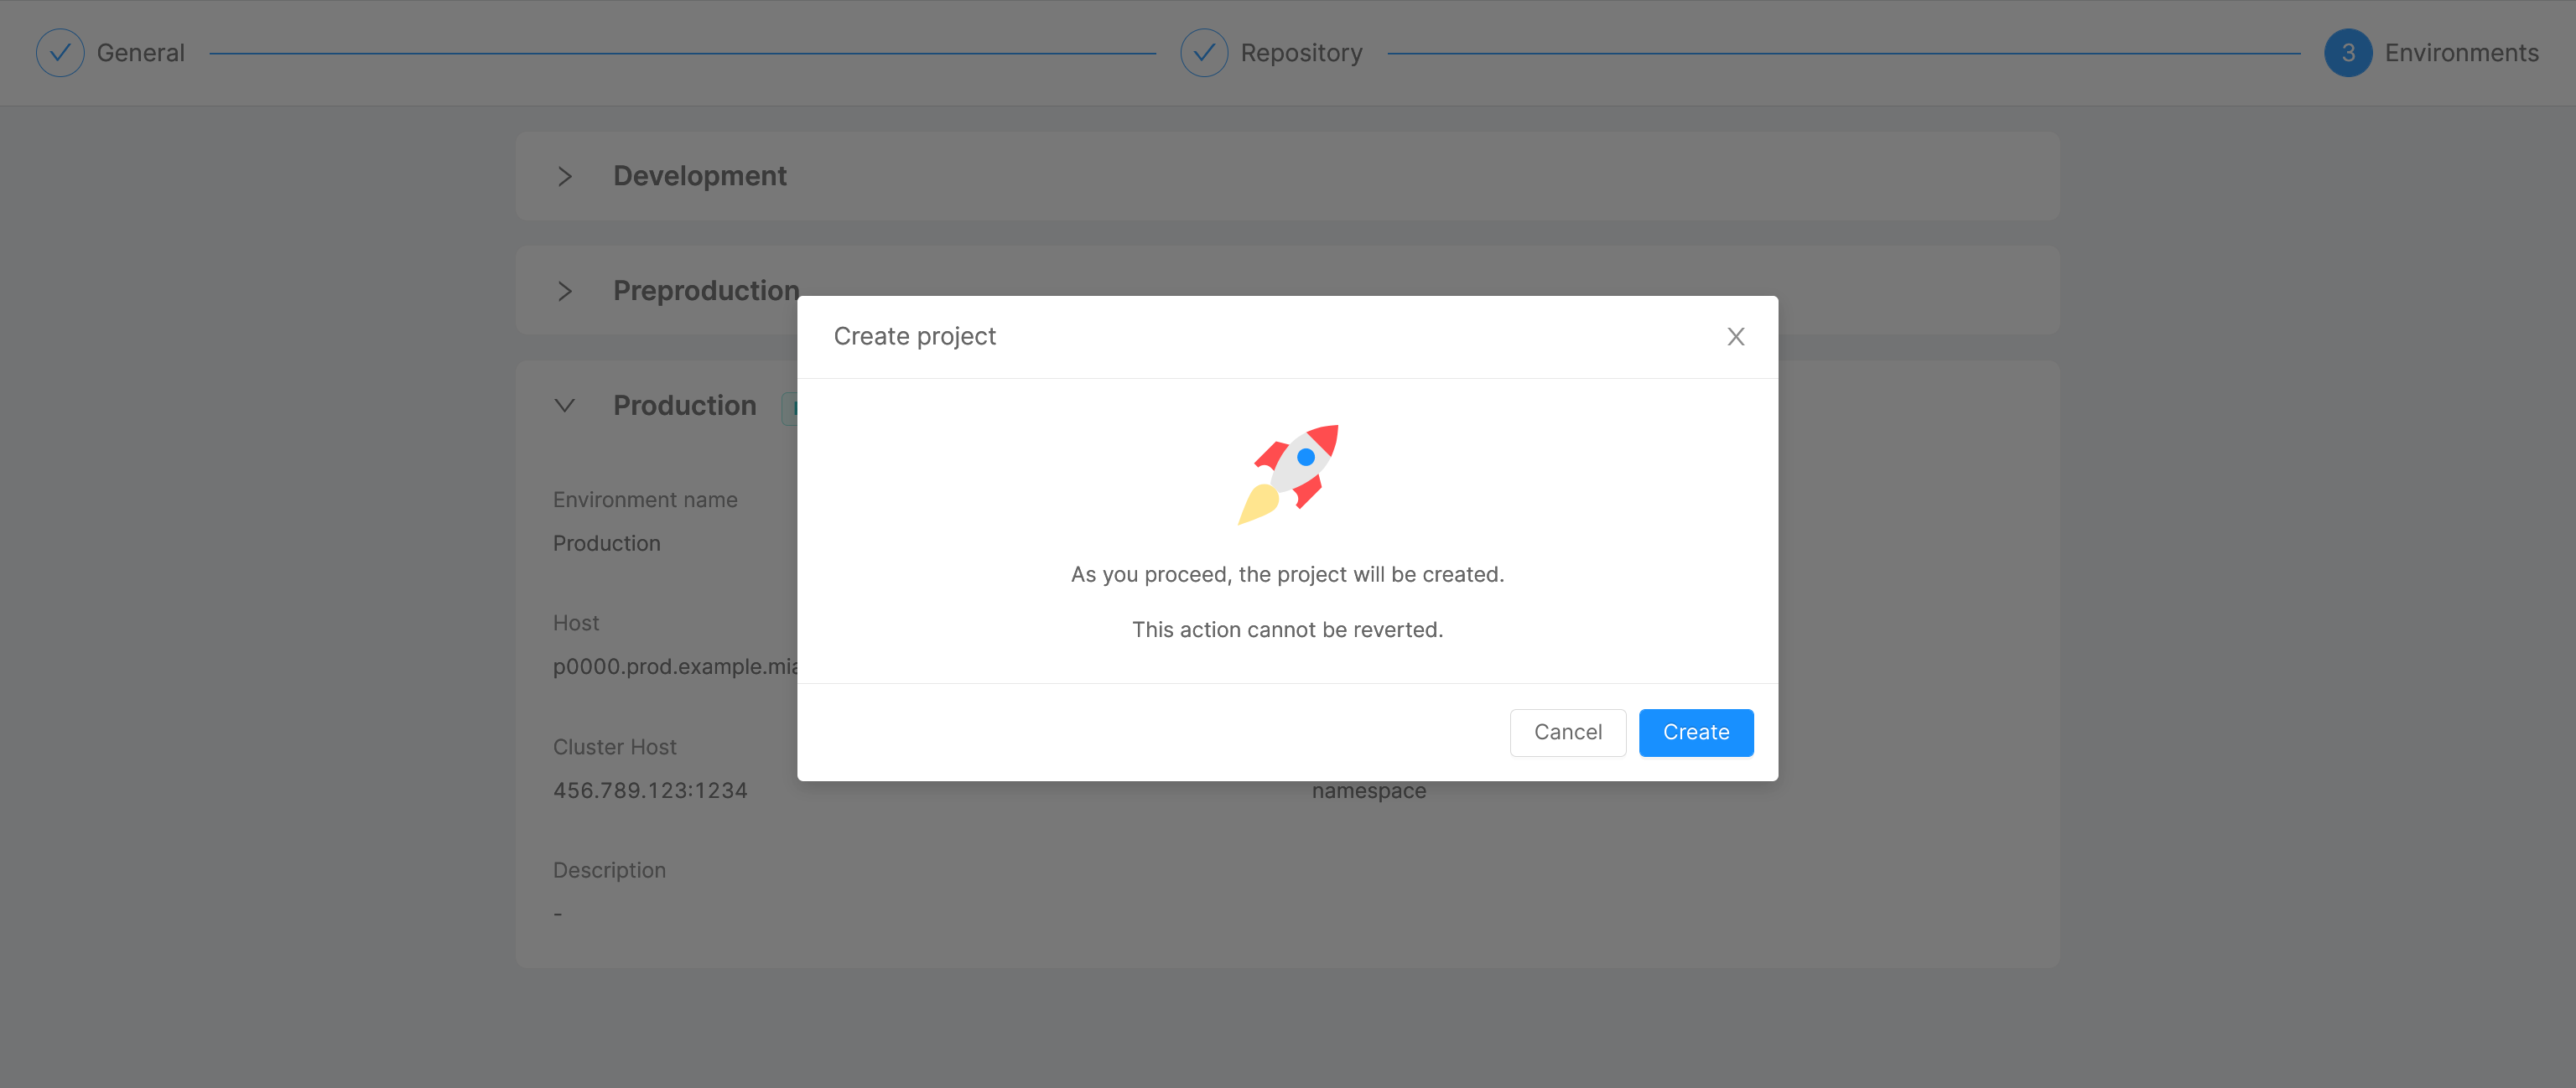 General
Repository
3 Environments
Development
Preproduction
Create project
Production
As you proceed, the project will be created.
This action cannot be reverted.
Environment name
Production
Host
p0000.prod.example.mia
Cancel
Create
Cluster Host
456.789.123:1234
namespace
Description
-